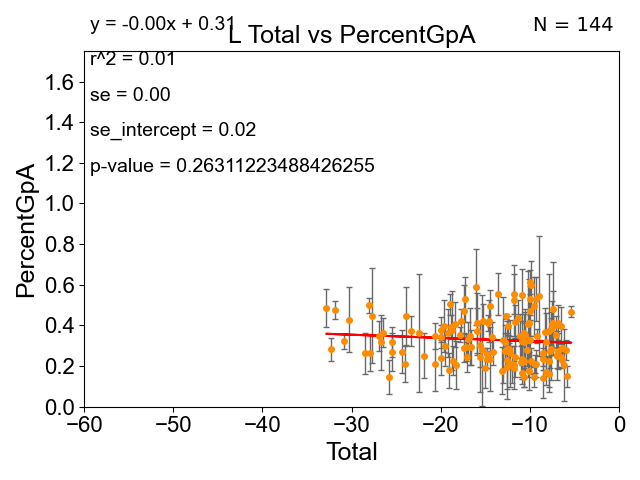 y = -0.00x + 0.31
L Total vs PercentGpA
N = 144
r^2 = 0.01
se = 0.00
se_intercept = 0.02
p-value = 0.26311223488426255
PercentGpA
1.6
1.4
1.2
1.0
0.8
0.6
0.4
0.2
0.0
−60
−50
−40
−30
−20
−10
0
Total